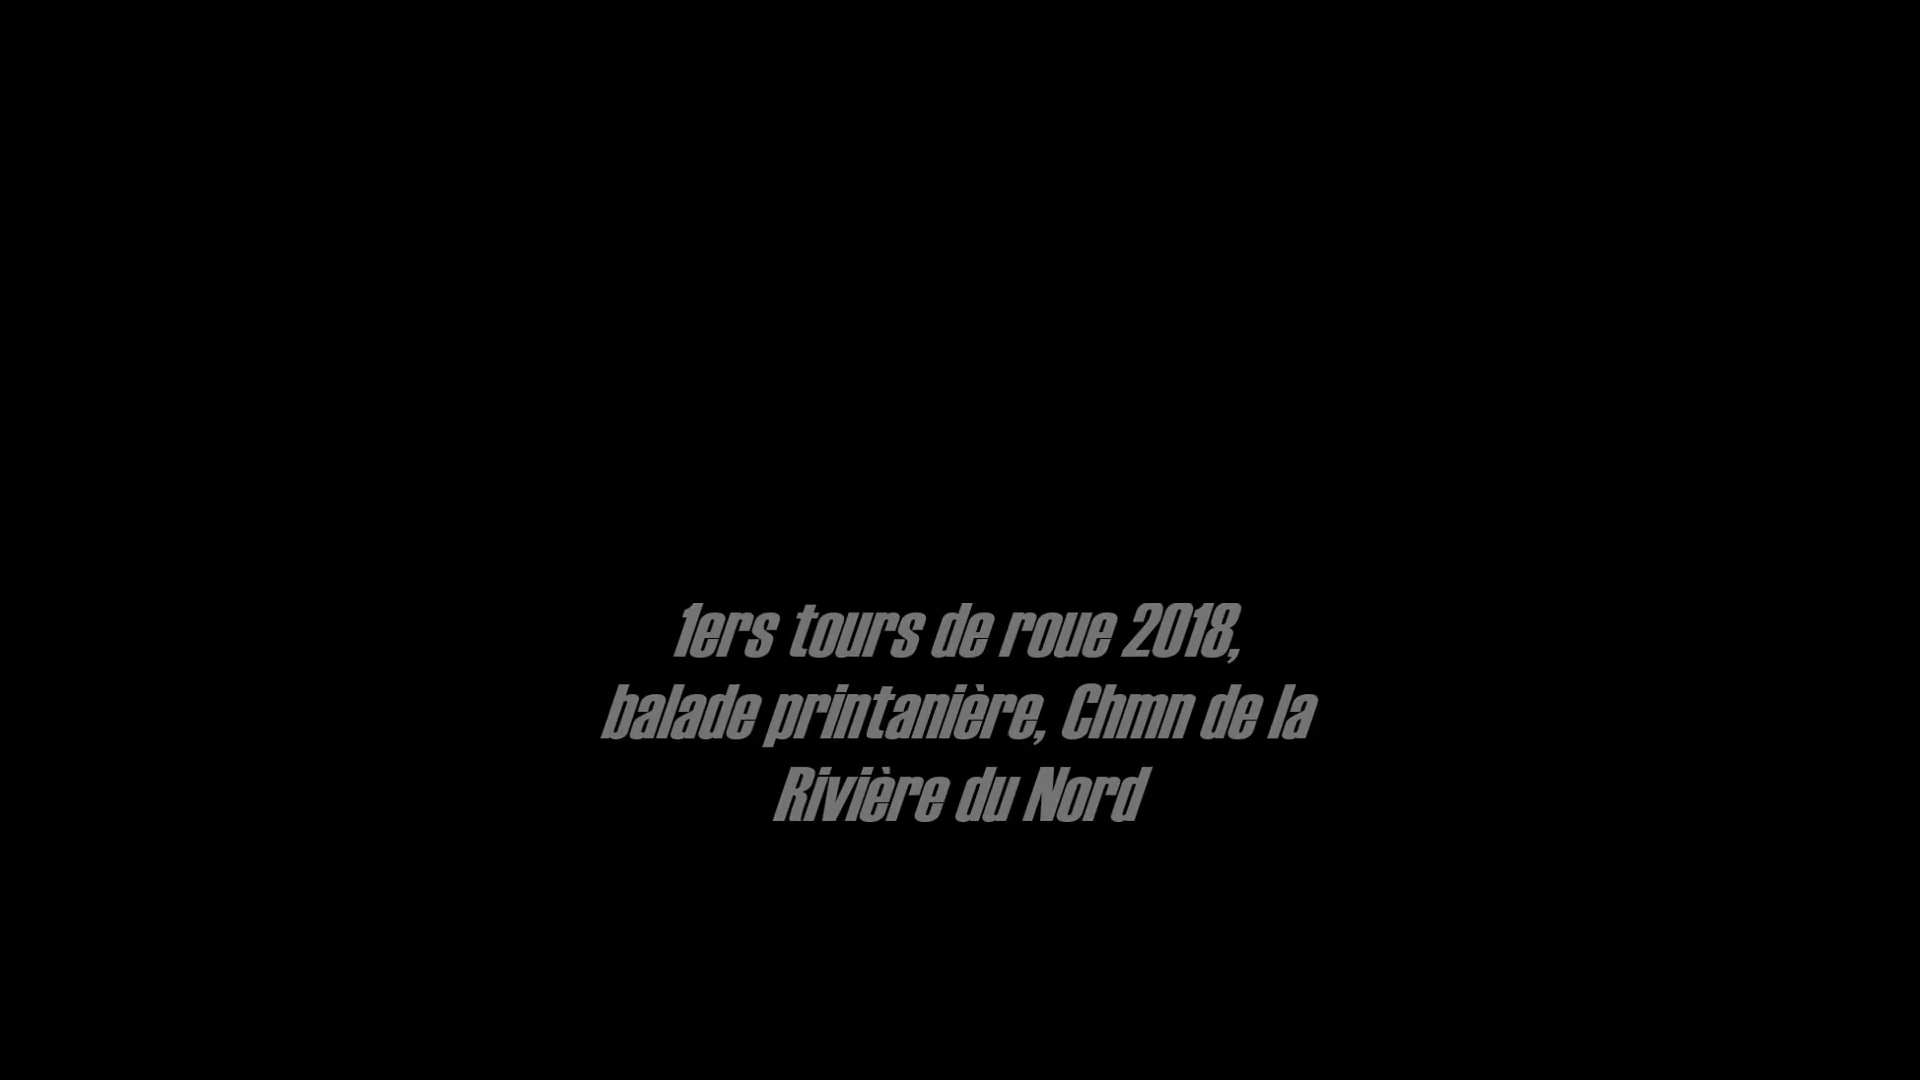 1ers tours de roue 2018,
balade printanière, Chmn de la
Rivière du Nord